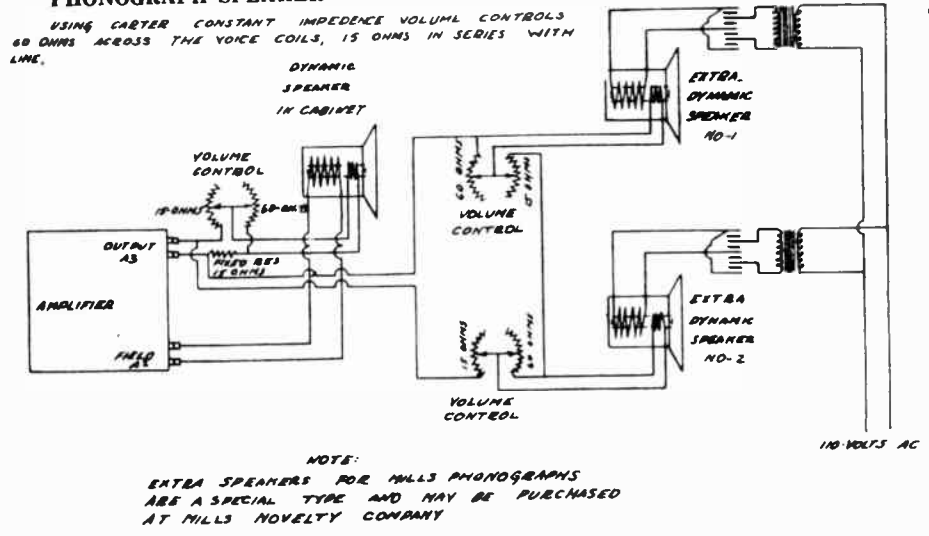 PHONOGRAPH SPEAKER
USING CARTER CONSTANT IMPEDENCE VOLUME CONTROLS
60 OHMS ACROSS THE VOICE COILS, 15 OHMS IN SERIES WITH
LINE.
DYNAMIC
SPEAKER
IN CABINET
EXTRA
DYNAMIC
SPEAKER
NO-1
VOLUME
CONTROL
15-OHMS
60-OHMS
60 OHMS
15 OHMS
VOLUME
CONTROL
OUTPUT
A3
FIXED RES
15 OHMS
AMPLIFIER
FIELD
15 OHMS
60 OHMS
EXTRA
DYNAMIC
SPEAKER
NO-2
VOLUME
CONTROL
110-VOLTS AC
NOTE:
EXTRA SPEAKERS FOR MILLS PHONOGRAPHS
ARE A SPECIAL TYPE AND MAY BE PURCHASED
AT MILLS NOVELTY COMPANY